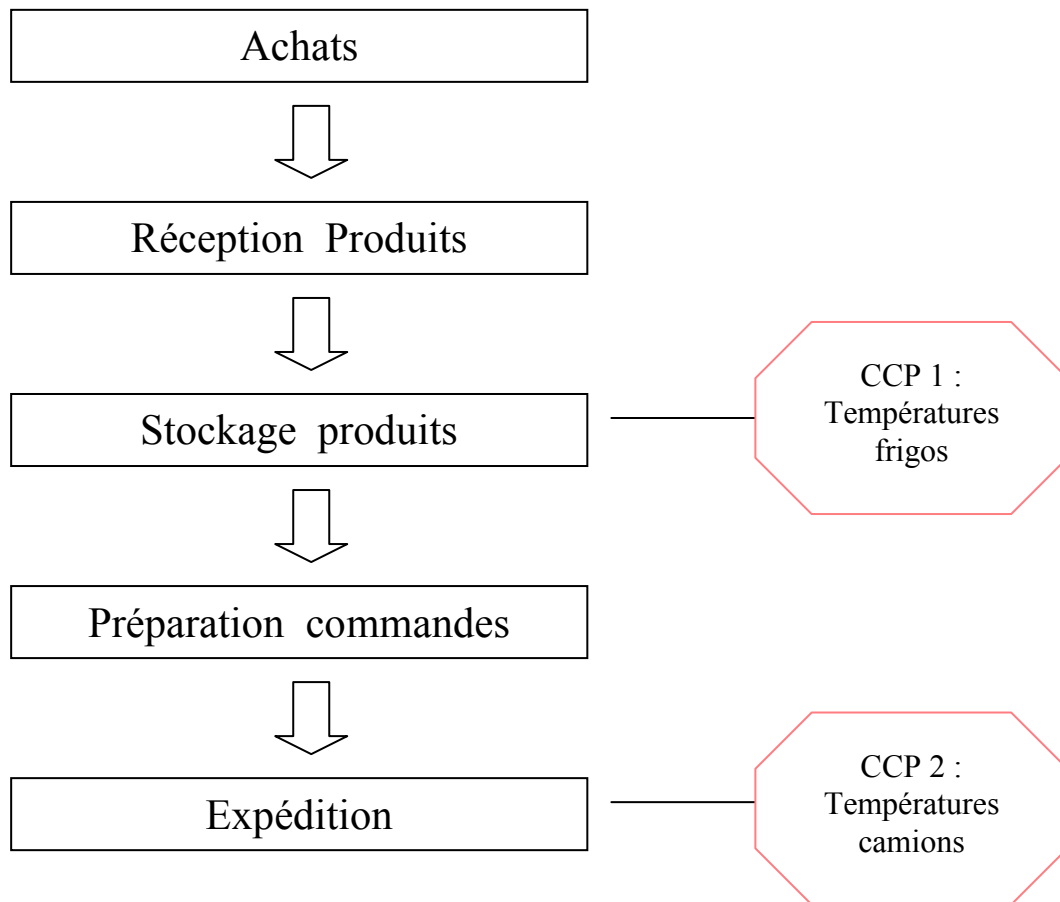 Achats
Réception Produits
Stockage produits
CCP 1 :
Températures
frigos
Préparation commandes
Expédition
CCP 2 :
Températures
camions